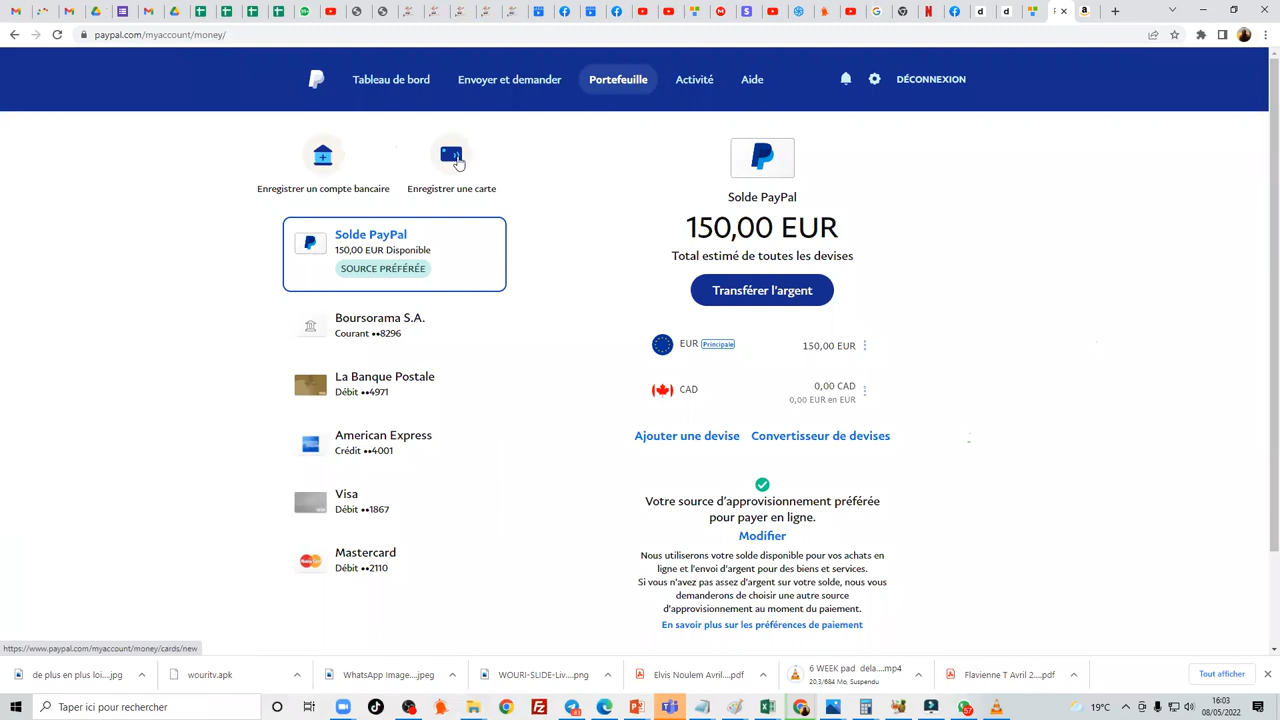 paypal.com/myaccount/money/
Tableau de bord
Envoyer et demander
Portefeuille
Activité
Aide
DÉCONNEXION
Enregistrer un compte bancaire
Enregistrer une carte
Solde PayPal
150,00 EUR Disponible
SOURCE PRÉFÉRÉE
Boursorama S.A.
Courant ••8296
La Banque Postale
Débit ••4971
American Express
Crédit ••4001
Visa
Débit ••1867
Mastercard
Débit ••2110
Solde PayPal
150,00 EUR
Total estimé de toutes les devises
Transférer l'argent
EUR Principale 150,00 EUR
CAD 0,00 CAD
0,00 EUR en EUR
Ajouter une devise Convertisseur de devises
Votre source d'approvisionnement préférée
pour payer en ligne.
Modifier
Nous utiliserons votre solde disponible pour vos achats en
ligne et l'envoi d'argent pour des biens et services.
Si vous n'avez pas assez d'argent sur votre solde, nous vous
demanderons de choisir une autre source
d'approvisionnement au moment du paiement.
En savoir plus sur les préférences de paiement
https://www.paypal.com/myaccount/money/cards/new
de plus en plus loi....jpg
wouritv.apk
WhatsApp Image....jpeg
WOURI-SLIDE-Liv....png
Elvis Noulem Avril....pdf
6 WEEK pad dela....mp4
20,3/684 Mo, Suspendu
Flavienne T Avril 2....pdf
Tout afficher
Taper ici pour rechercher
19°C
16:03
08/05/2022